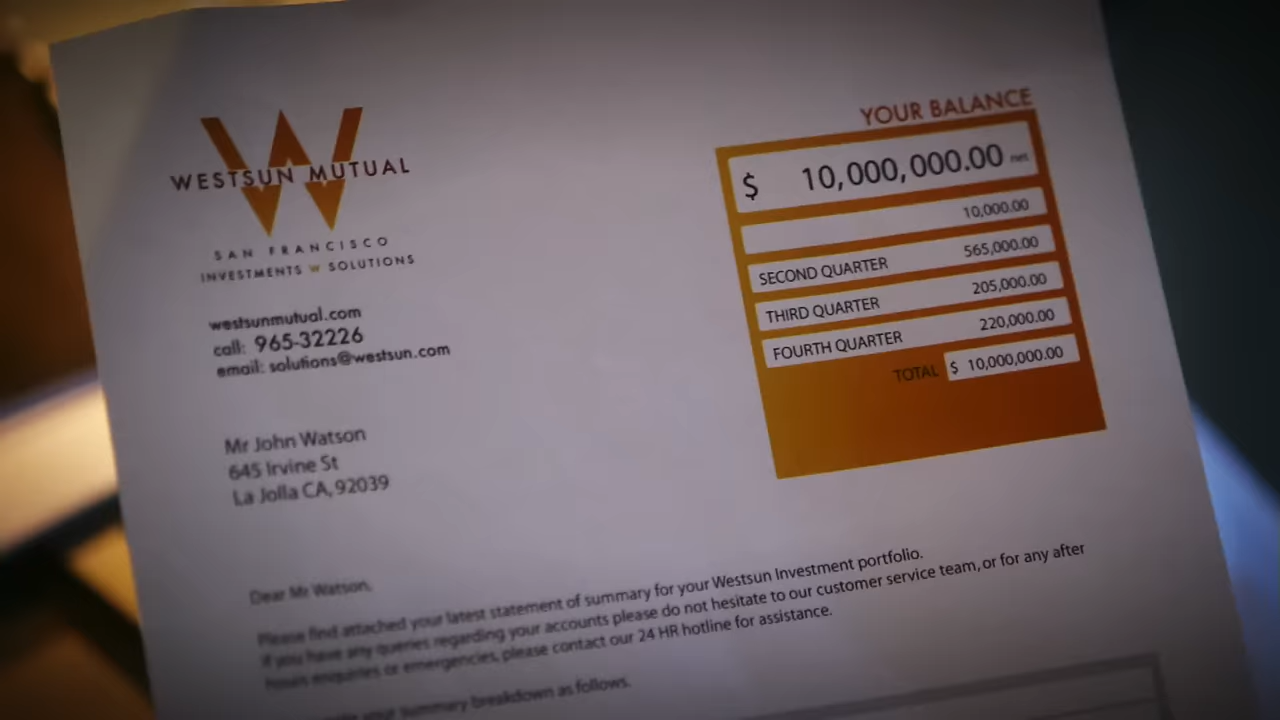 W
WESTSUN MUTUAL
SAN FRANCISCO
INVESTMENTS W SOLUTIONS
westsunmutual.com
call: 965-32226
email: solutions@westsun.com
Mr John Watson
645 Irvine St
La Jolla CA, 92039
YOUR BALANCE
$ 10,000,000.00 net
10,000.00
SECOND QUARTER 565,000.00
THIRD QUARTER 205,000.00
FOURTH QUARTER 220,000.00
TOTAL $ 10,000,000.00
Dear Mr Watson,
Please find attached your latest statement of summary for your Westsun Investment portfolio.
If you have any queries regarding your accounts please do not hesitate to our customer service team, or for any after
hours enquiries or emergencies, please contact our 24 HR hotline for assistance.
your summary breakdown as follows.